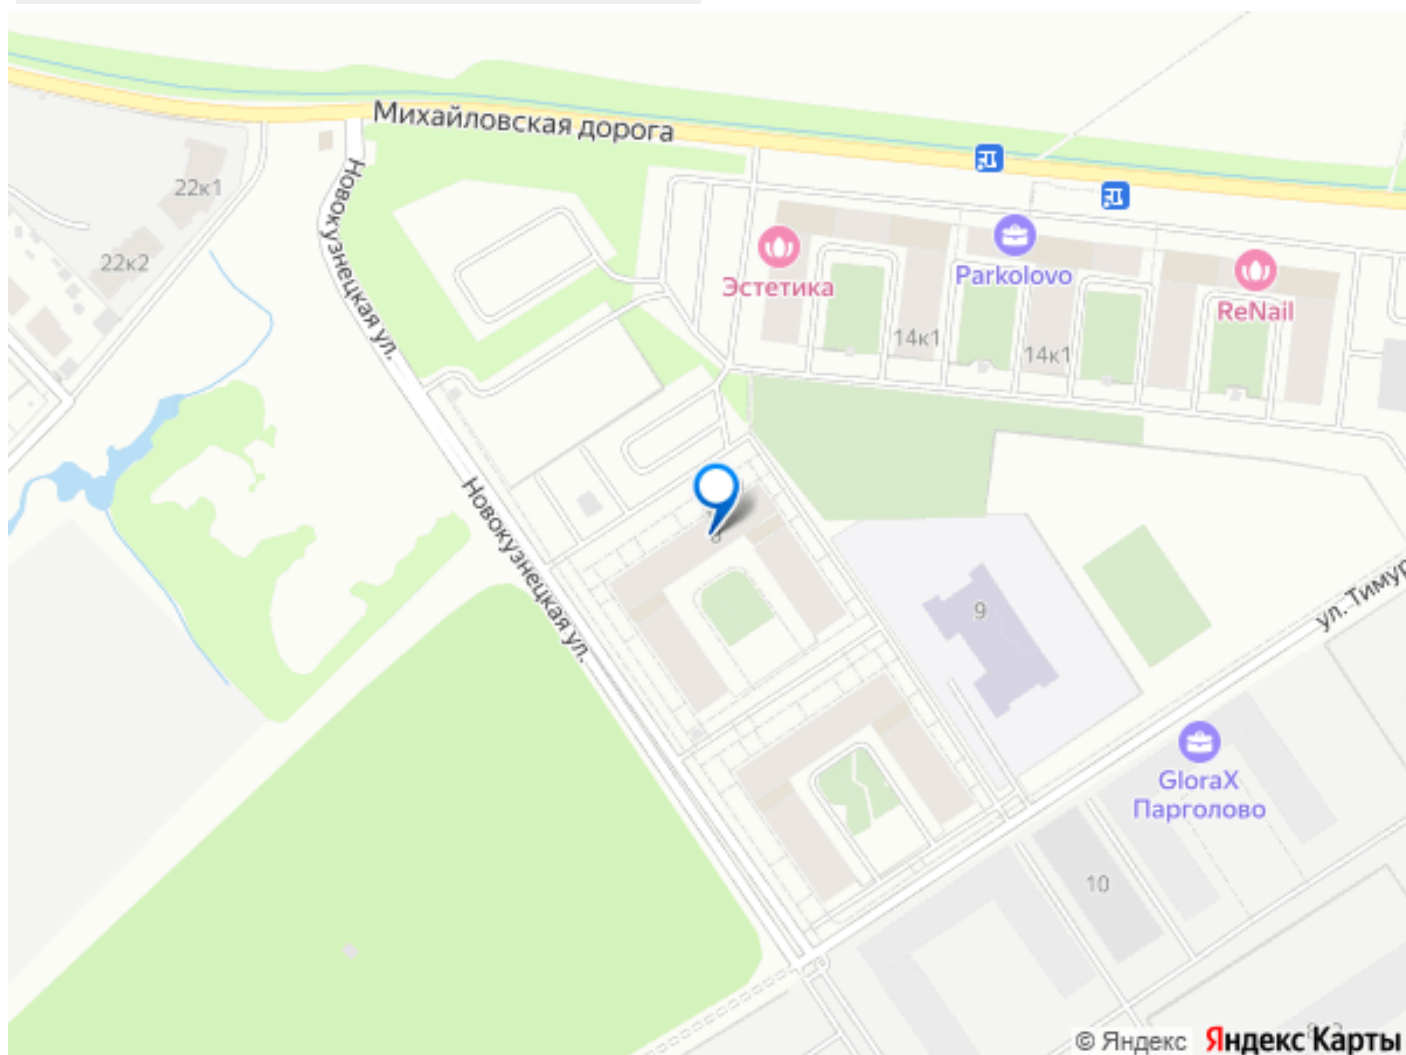 Михайловская дорога
22к1
Новокузнецкая ул.
22к2
Эстетика
Parkolovo
ReNail
14к1
14к1
Новокузнецкая ул.
9
ул. Тимур
GloraX
Парголово
10
© Яндекс Яндекс Карты